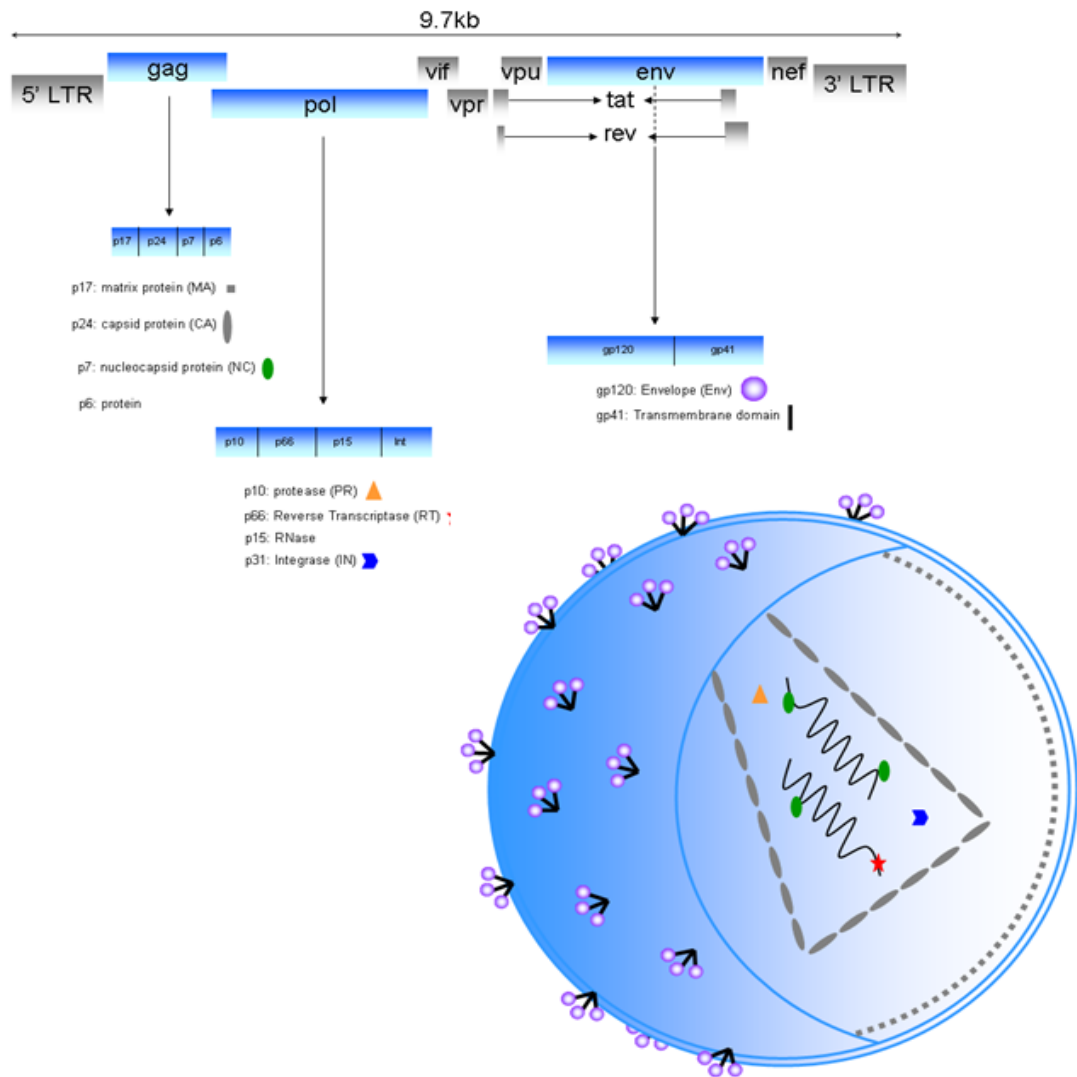 9.7kb
5' LTR
gag
pol
vif
vpr
vpu
env
nef
3' LTR
tat
rev
p17 p24 p7 p6
p17: matrix protein (MA)
p24: capsid protein (CA)
p7: nucleocapsid protein (NC)
p6: protein
gp120 gp41
gp120: Envelope (Env)
gp41: Transmembrane domain
p10 p66 p15 Int
p10: protease (PR)
p66: Reverse Transcriptase (RT)
p15: RNase
p31: Integrase (IN)